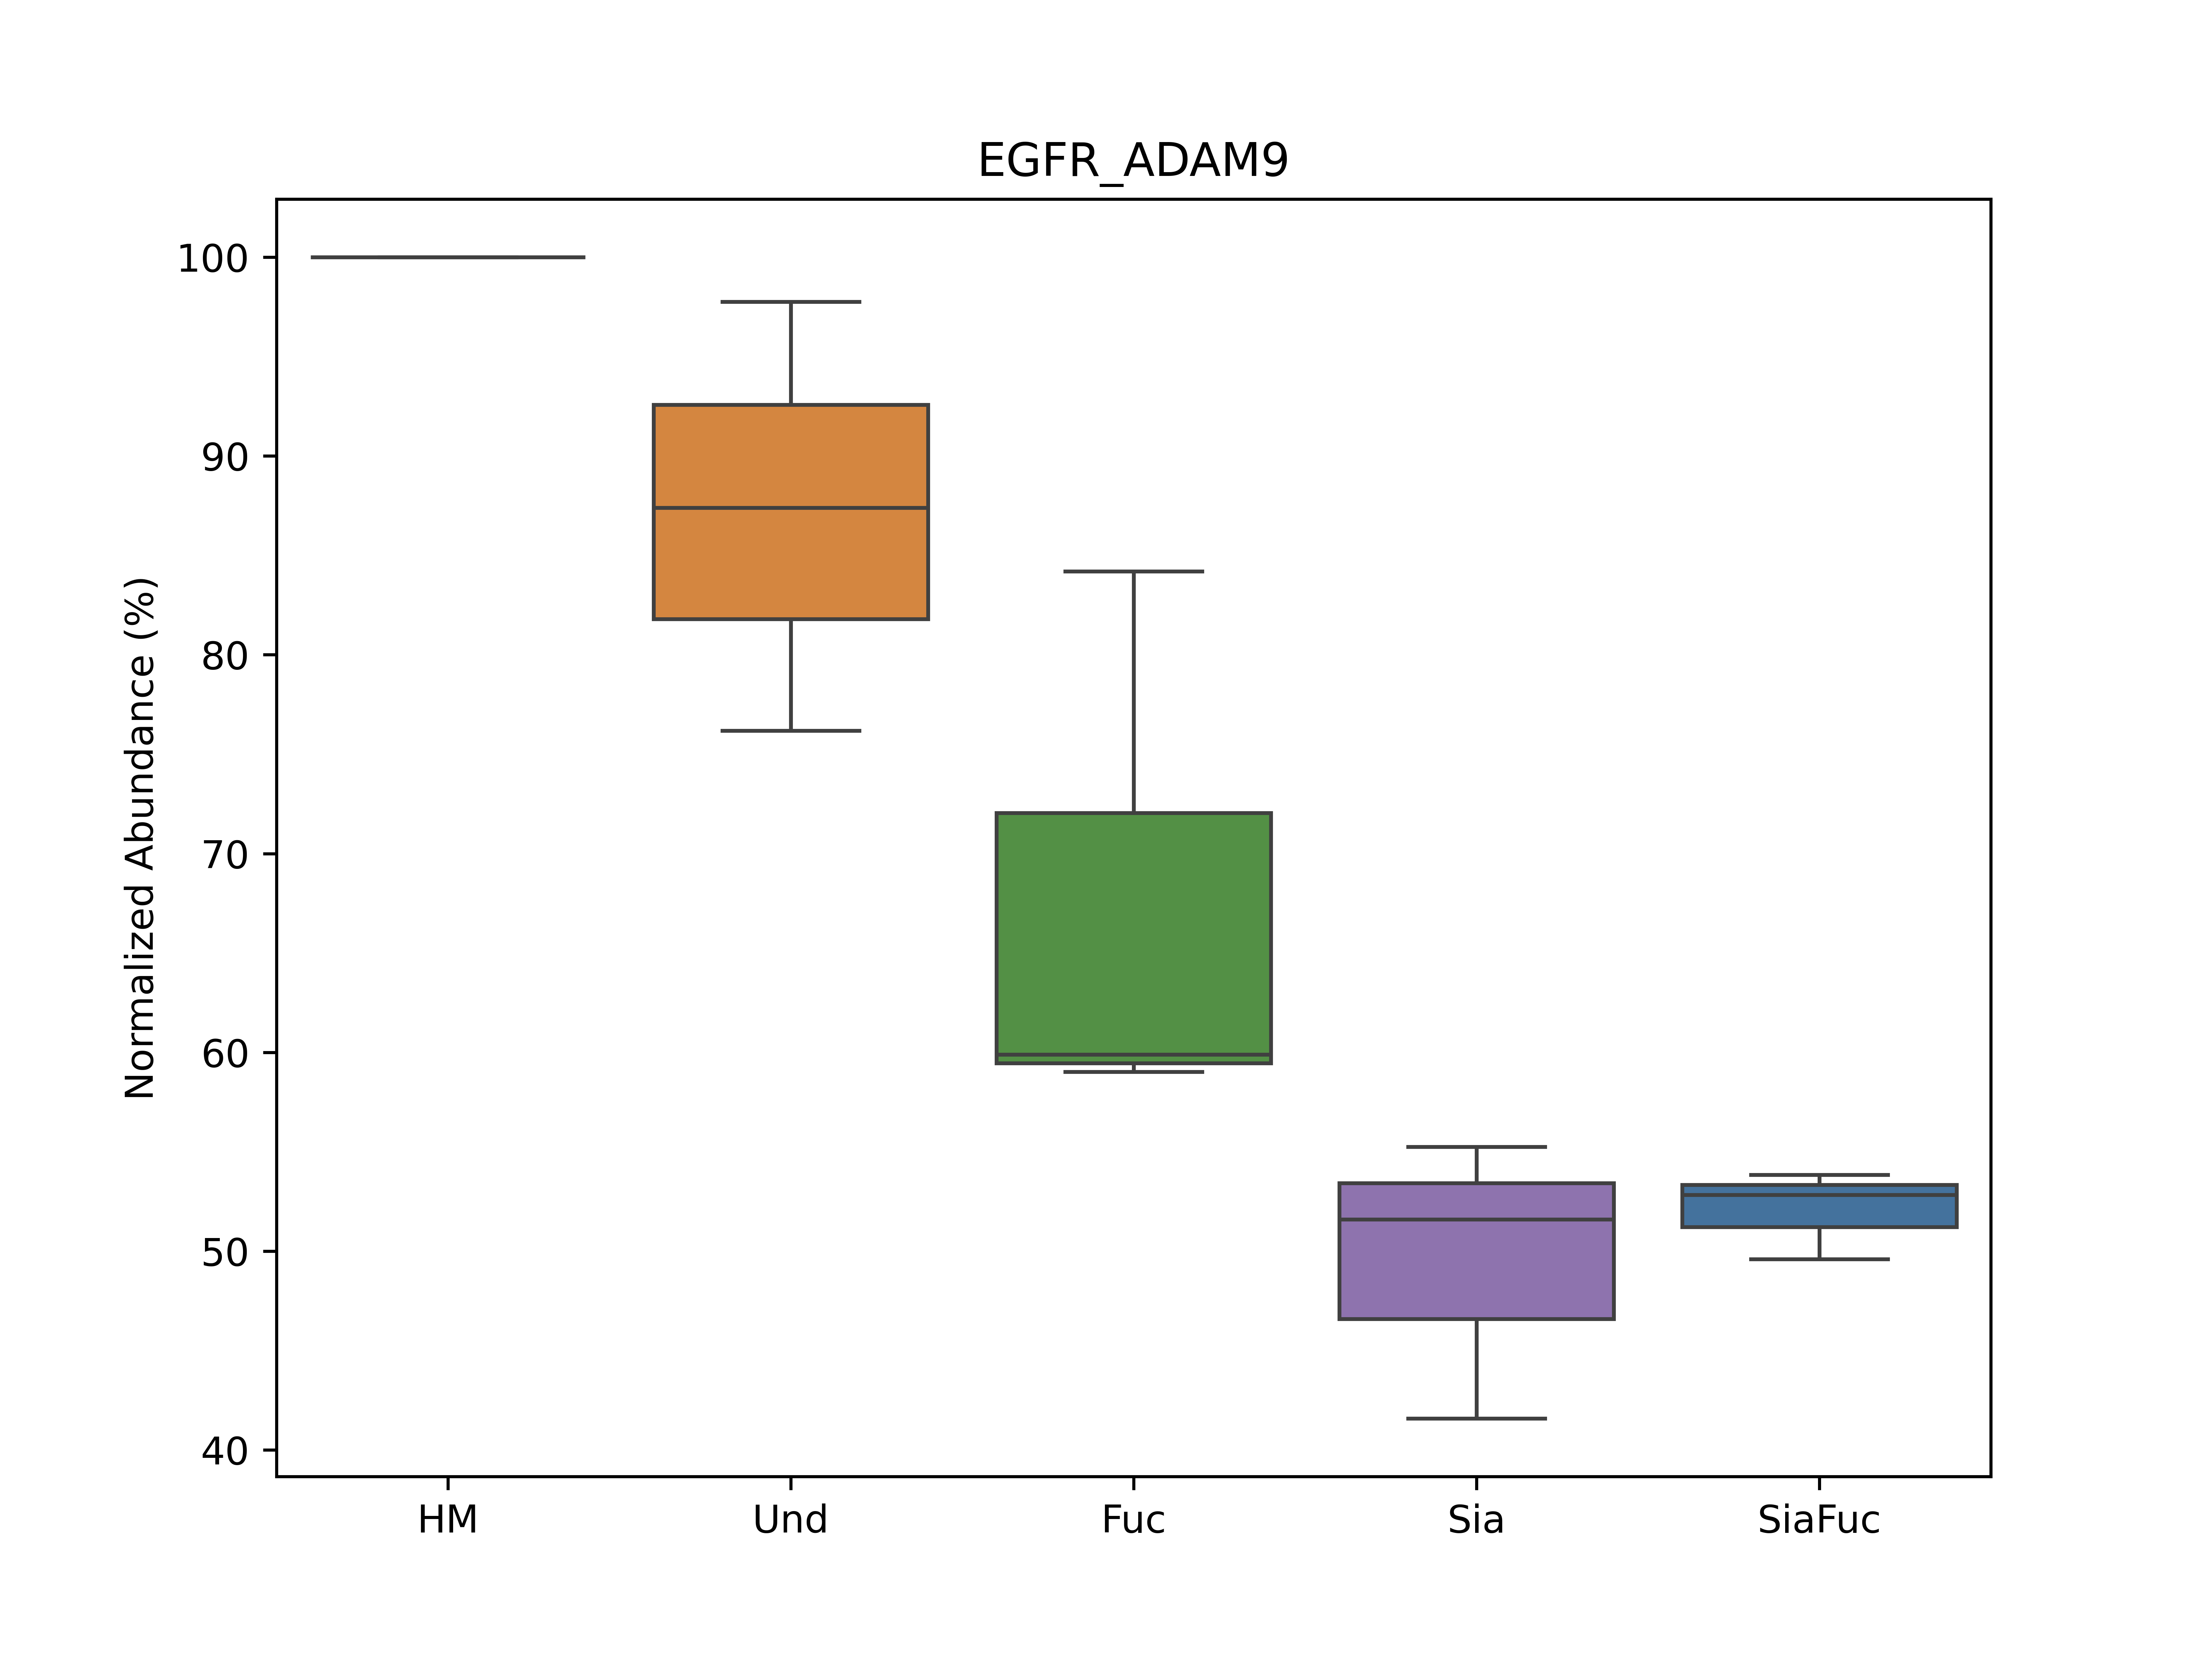 EGFR_ADAM9
Normalized Abundance (%)
100
90
80
70
60
50
40
HM
Und
Fuc
Sia
SiaFuc